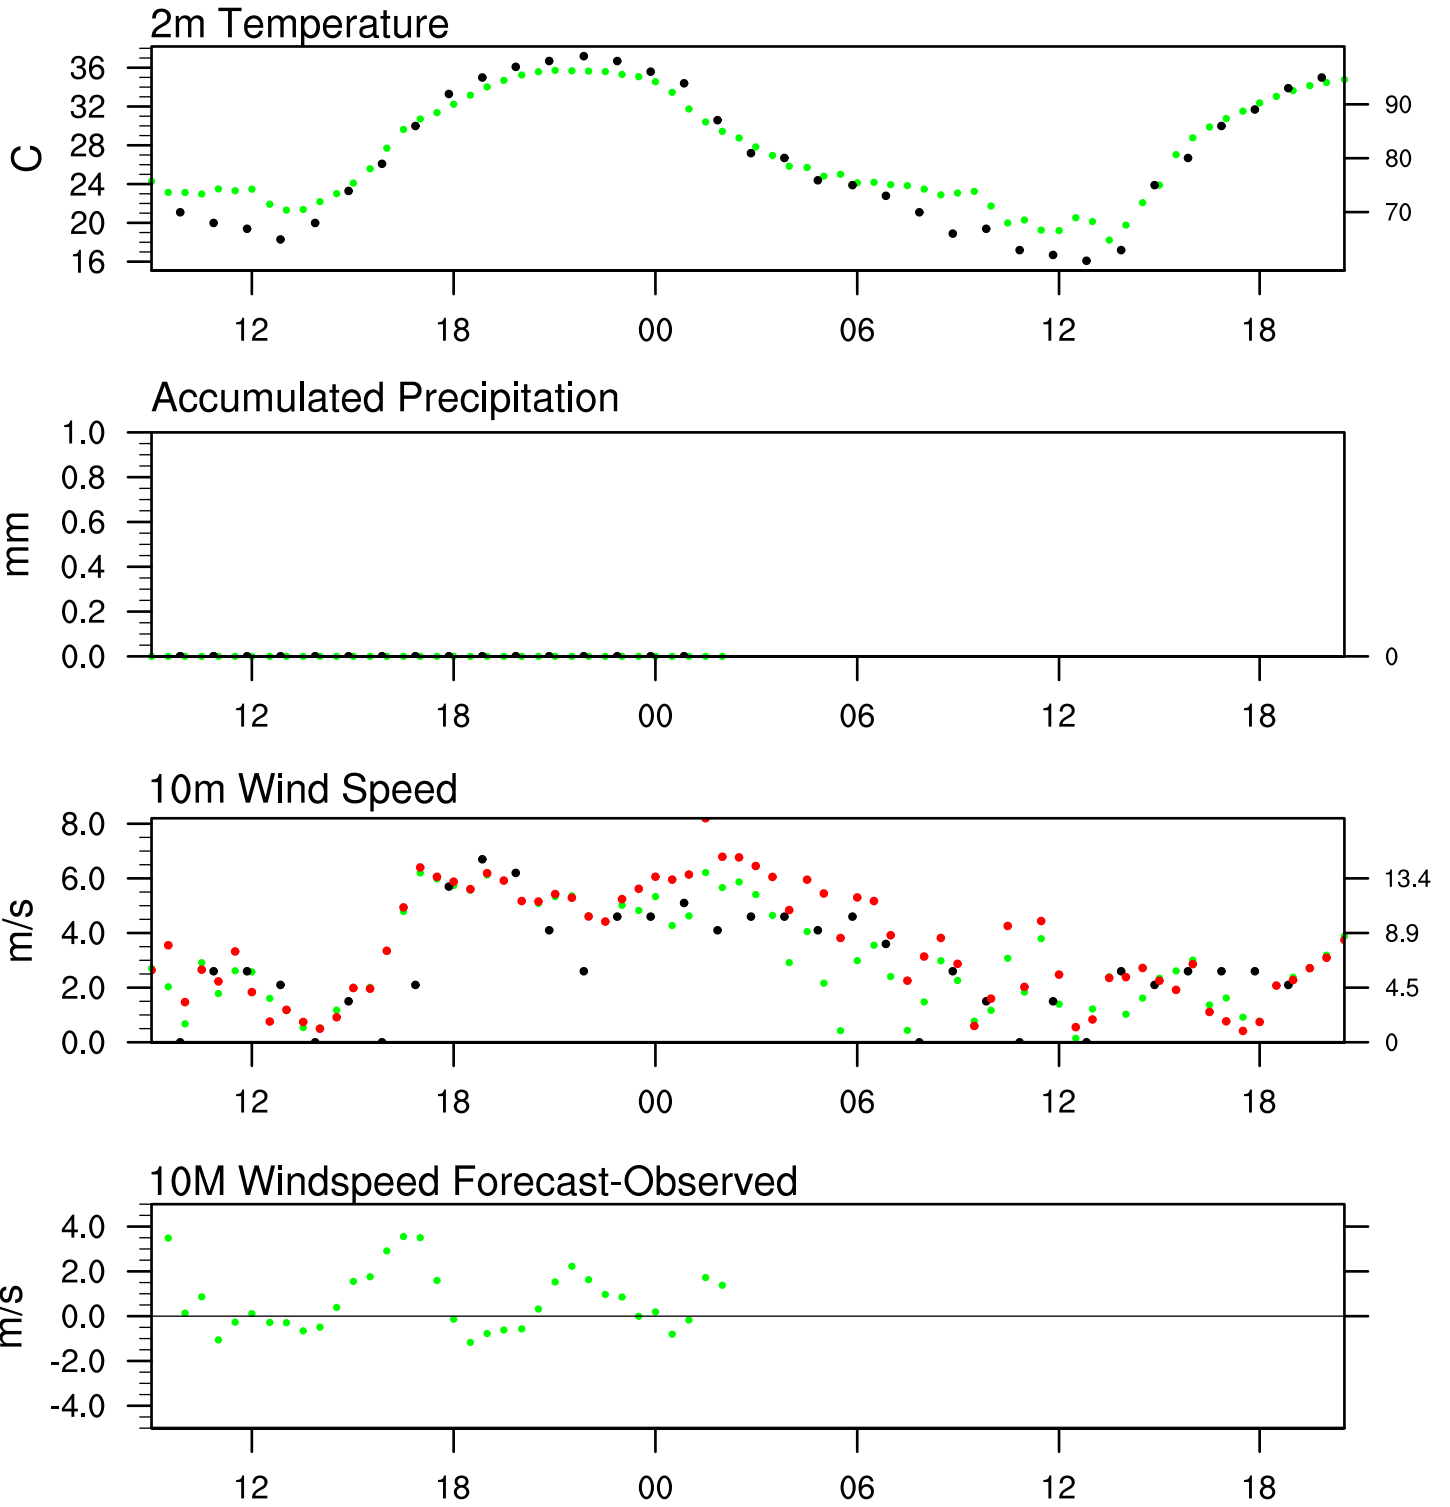 2m Temperature
36
32
28
24
20
16
C
90
80
70
12 18 00 06 12 18
Accumulated Precipitation
1.0
0.8
0.6
0.4
0.2
0.0
mm
0
12 18 00 06 12 18
10m Wind Speed
8.0
6.0
4.0
2.0
0.0
m/s
13.4
8.9
4.5
0
12 18 00 06 12 18
10M Windspeed Forecast-Observed
4.0
2.0
0.0
-2.0
-4.0
m/s
12 18 00 06 12 18